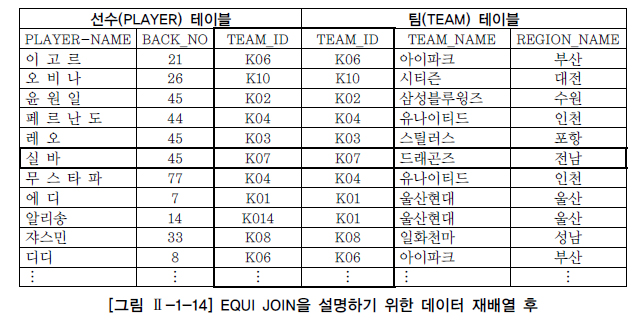 선수(PLAYER) 테이블 팀(TEAM) 테이블
PLAYER-NAME BACK_NO TEAM_ID TEAM_ID TEAM_NAME REGION_NAME
이 고 르 21 K06 K06 아이파크 부산
오 비 나 26 K10 K10 시티즌 대전
윤 원 일 45 K02 K02 삼성블루윙즈 수원
페 르 난 도 44 K04 K04 유나이티드 인천
레 오 45 K03 K03 스틸러스 포항
실 바 45 K07 K07 드래곤즈 전남
무 스 타 파 77 K04 K04 유나이티드 인천
에 디 7 K01 K01 울산현대 울산
알리송 14 K014 K01 울산현대 울산
쟈스민 33 K08 K08 일화천마 성남
디디 8 K06 K06 아이파크 부산
⋮ ⋮ ⋮ ⋮ ⋮ ⋮
[그림 Ⅱ-1-14] EQUI JOIN을 설명하기 위한 데이터 재배열 후